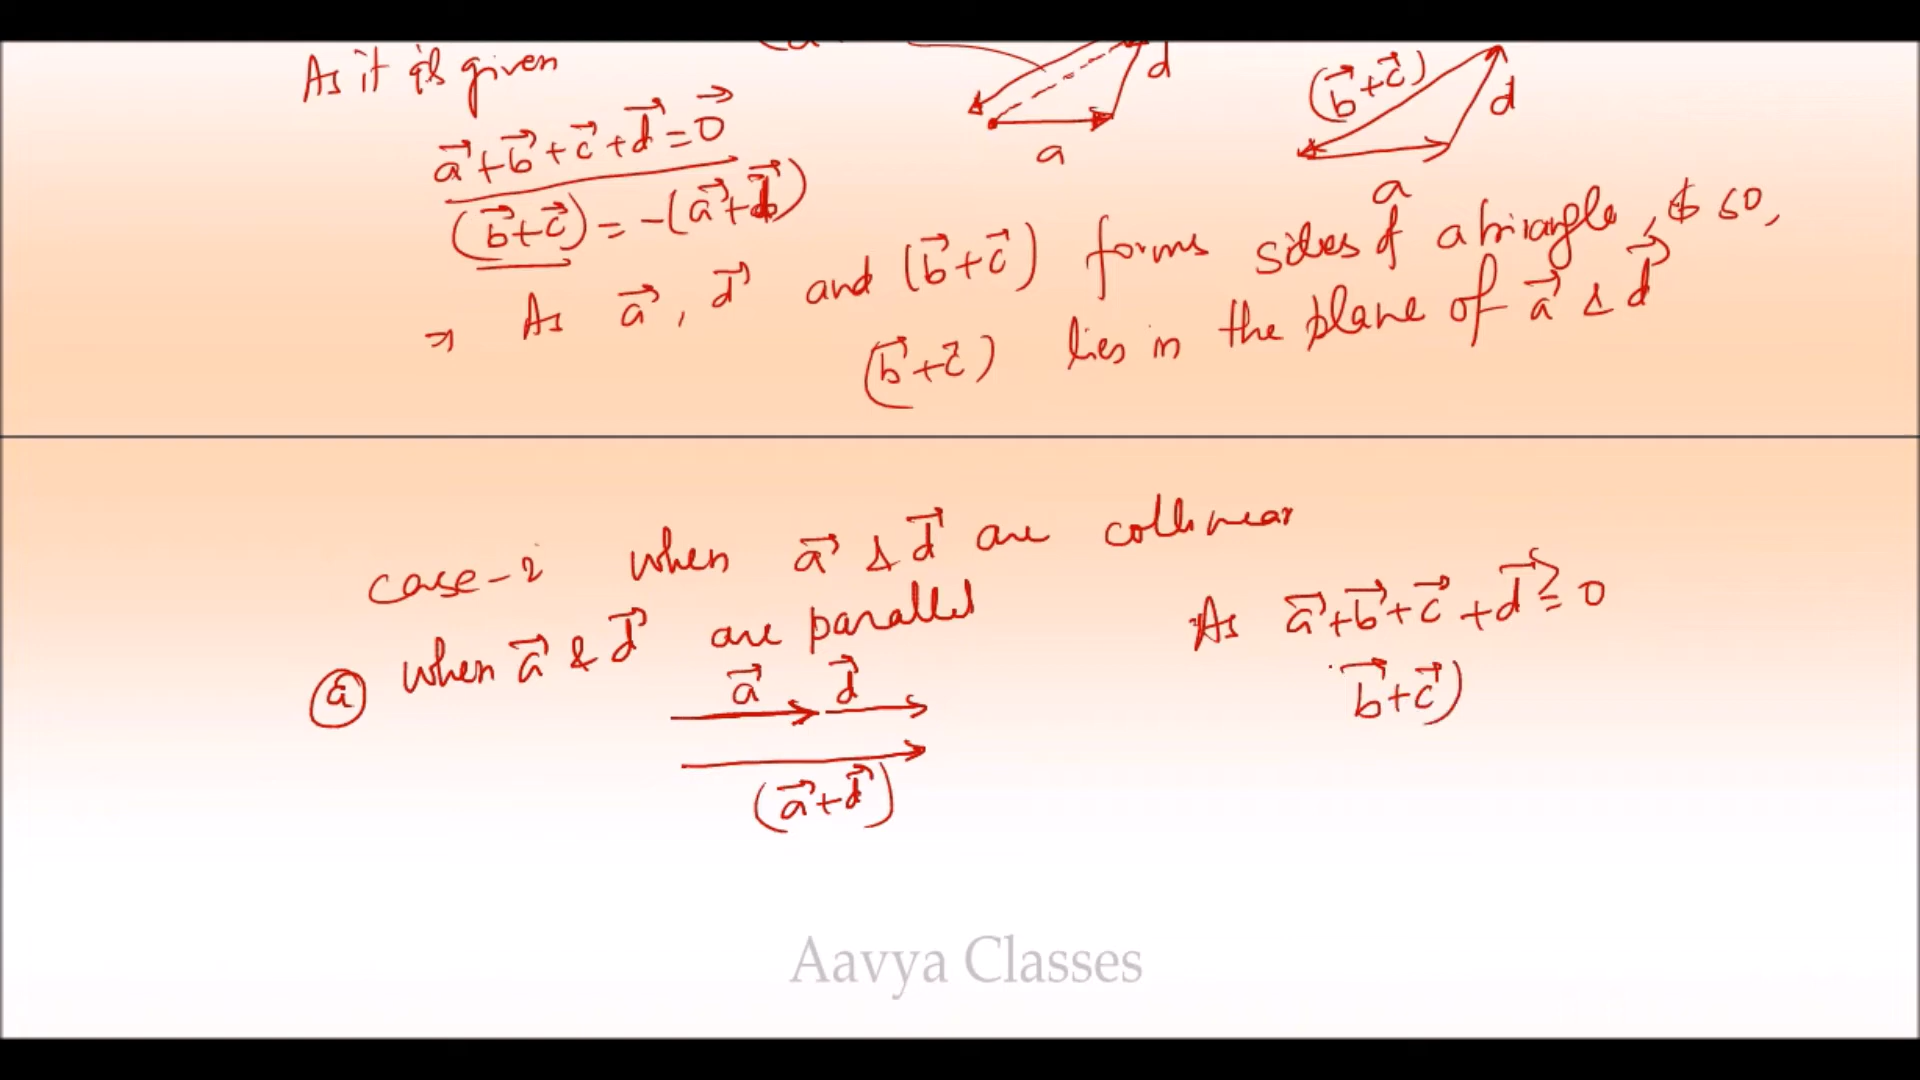 As it is given
a⃗+b⃗+c⃗+d⃗=0⃗
(b⃗+c⃗)=-(a⃗+d⃗)
d
a
(b⃗+c⃗)
d
a
⇒ As a⃗, d⃗ and (b⃗+c⃗) forms sides of a triangle, & so,
(b⃗+c⃗) lies in the plane of a⃗ & d⃗
case-2 when a⃗ & d⃗ are collinear
ⓐ when a⃗ & d⃗ are parallel
a⃗ d⃗
(a⃗+d⃗)
As a⃗+b⃗+c⃗+d⃗=0
b⃗+c⃗)
Aavya Classes